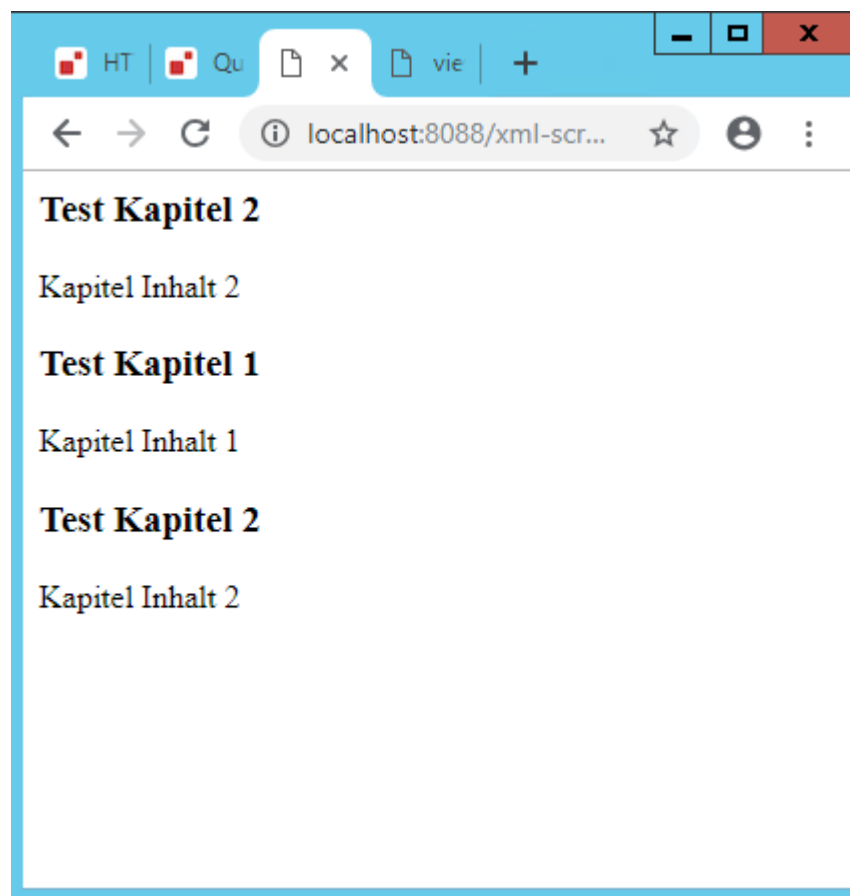 HT Qu vie
localhost:8088/xml-scr...
Test Kapitel 2
Kapitel Inhalt 2
Test Kapitel 1
Kapitel Inhalt 1
Test Kapitel 2
Kapitel Inhalt 2